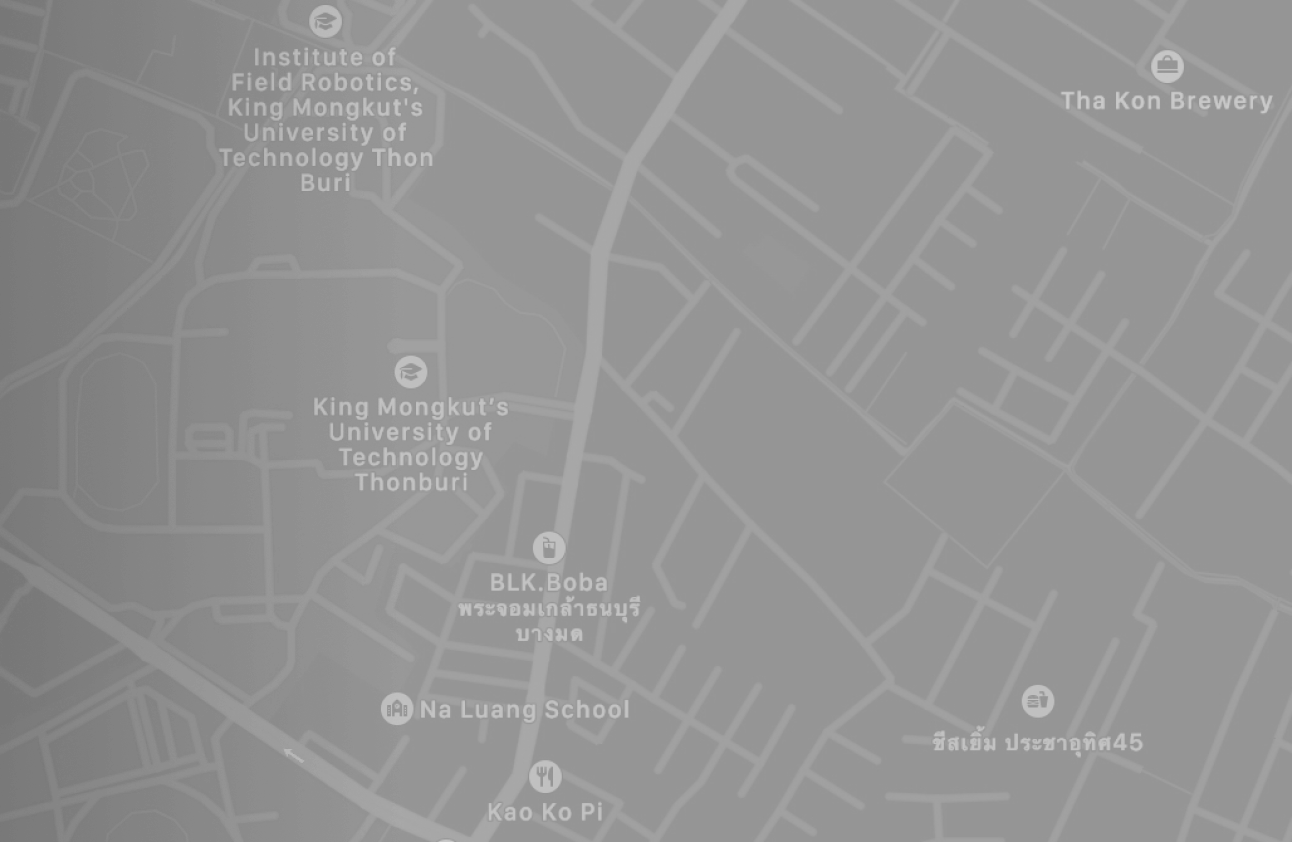 Institute of
Field Robotics,
King Mongkut's
University of
Technology Thon
Buri
Tha Kon Brewery
King Mongkut's
University of
Technology
Thonburi
BLK.Boba
พระจอมเกล้าธนบุรี
บางมด
Na Luang School
ชีสเยิ้ม ประชาอุทิศ45
Kao Ko Pi